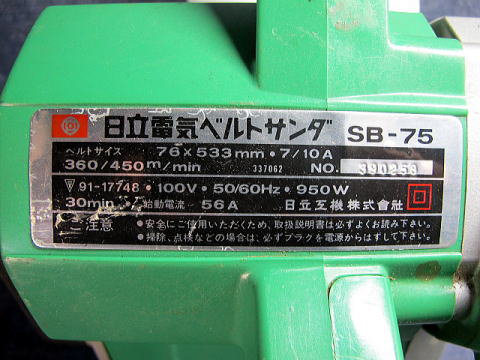 日立電気ベルトサンダ SB-75
ベルトサイズ 76×533mm・7/10A
360/450m/min 337062 NO. 390253
▽91-17748・100V・50/60Hz・950W
30min・始動電流 56A 日立工機株式會社
ご注意 ●安全にご使用いただくため、取扱説明書は必ずよくお読み下さい。
●掃除、点検などの場合は、必ずプラグを電源からはずして下さい。